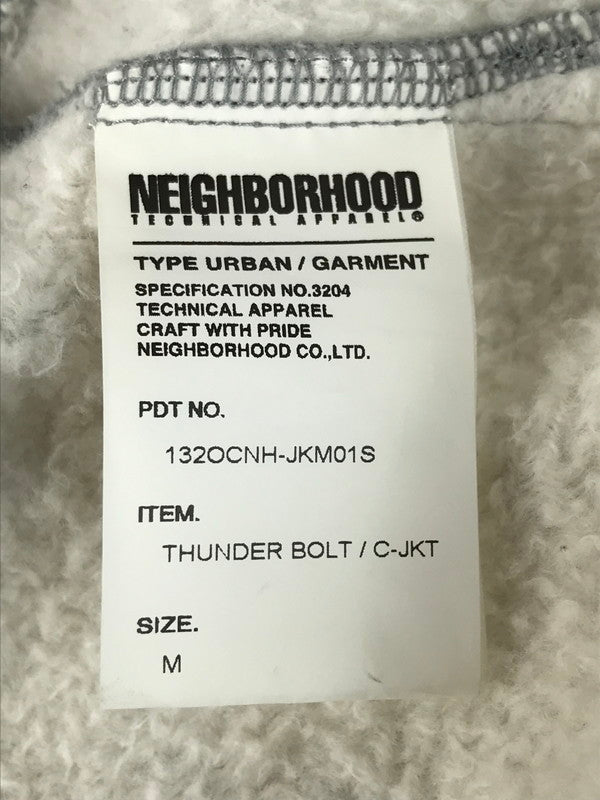 NEIGHBORHOOD
TECHNICAL APPAREL®
TYPE URBAN / GARMENT
SPECIFICATION NO.3204
TECHNICAL APPAREL
CRAFT WITH PRIDE
NEIGHBORHOOD CO.,LTD.
PDT NO.
132OCNH-JKM01S
ITEM.
THUNDER BOLT / C-JKT
SIZE.
M